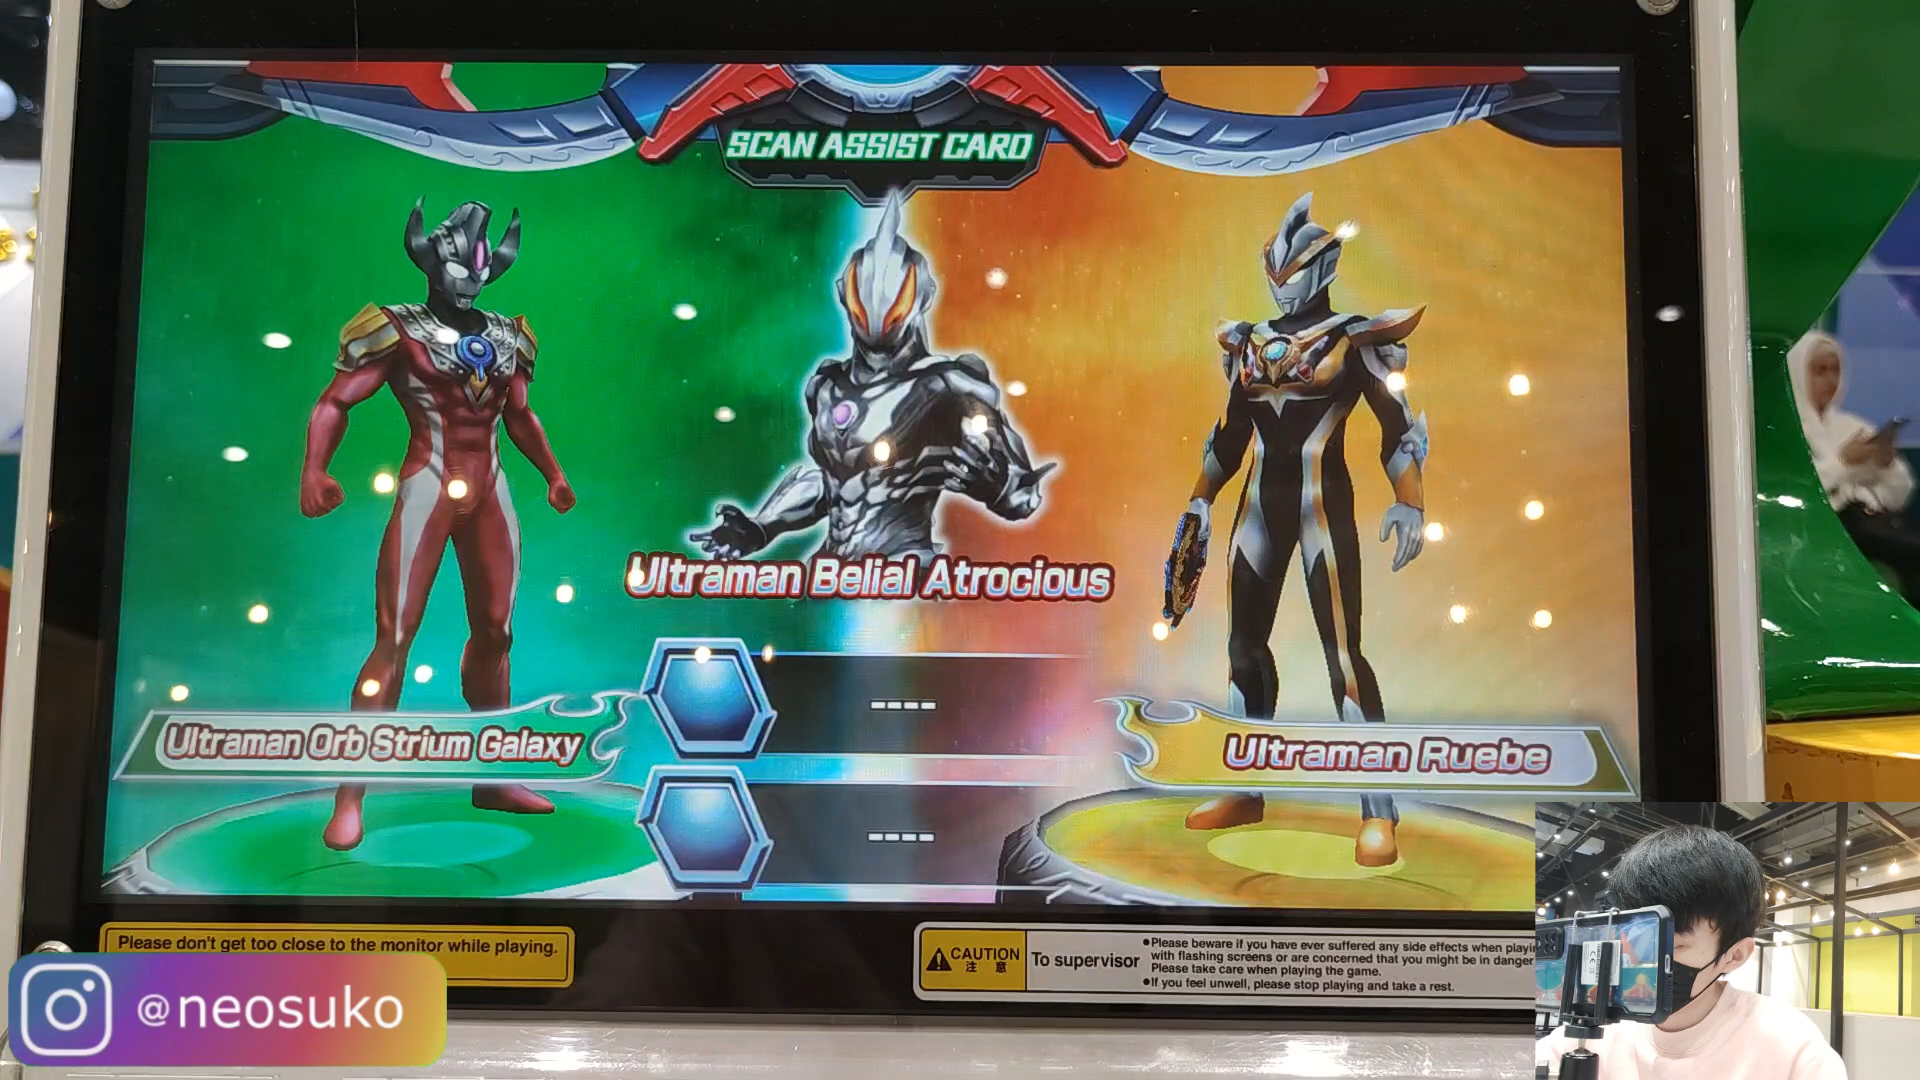 SCAN ASSIST CARD
Ultraman Belial Atrocious
----
Ultraman Orb Strium Galaxy
Ultraman Ruebe
----
Please don't get too close to the monitor while playing.
CAUTION
注 意
To supervisor
•Please beware if you have ever suffered any side effects when playi
with flashing screens or are concerned that you might be in danger
Please take care when playing the game.
•If you feel unwell, please stop playing and take a rest.
@neosuko